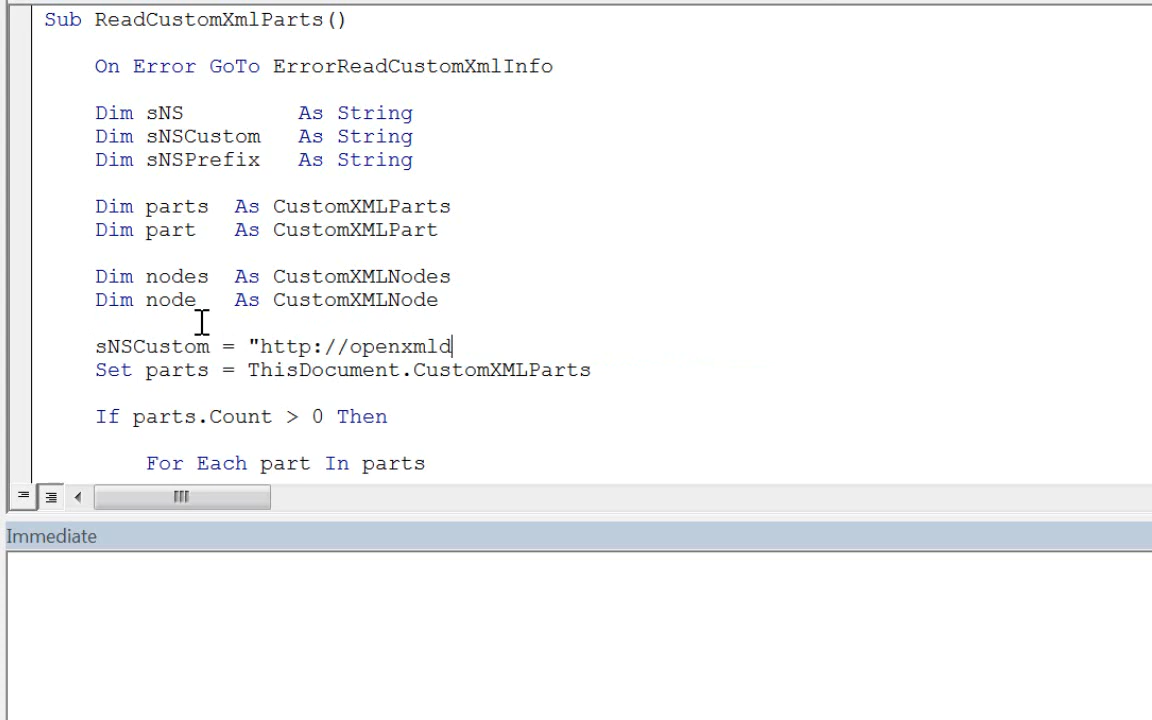 Sub ReadCustomXmlParts()
On Error GoTo ErrorReadCustomXmlInfo
Dim sNS As String
Dim sNSCustom As String
Dim sNSPrefix As String
Dim parts As CustomXMLParts
Dim part As CustomXMLPart
Dim nodes As CustomXMLNodes
Dim node As CustomXMLNode
sNSCustom = "http://openxmld
Set parts = ThisDocument.CustomXMLParts
If parts.Count > 0 Then
For Each part In parts
Immediate